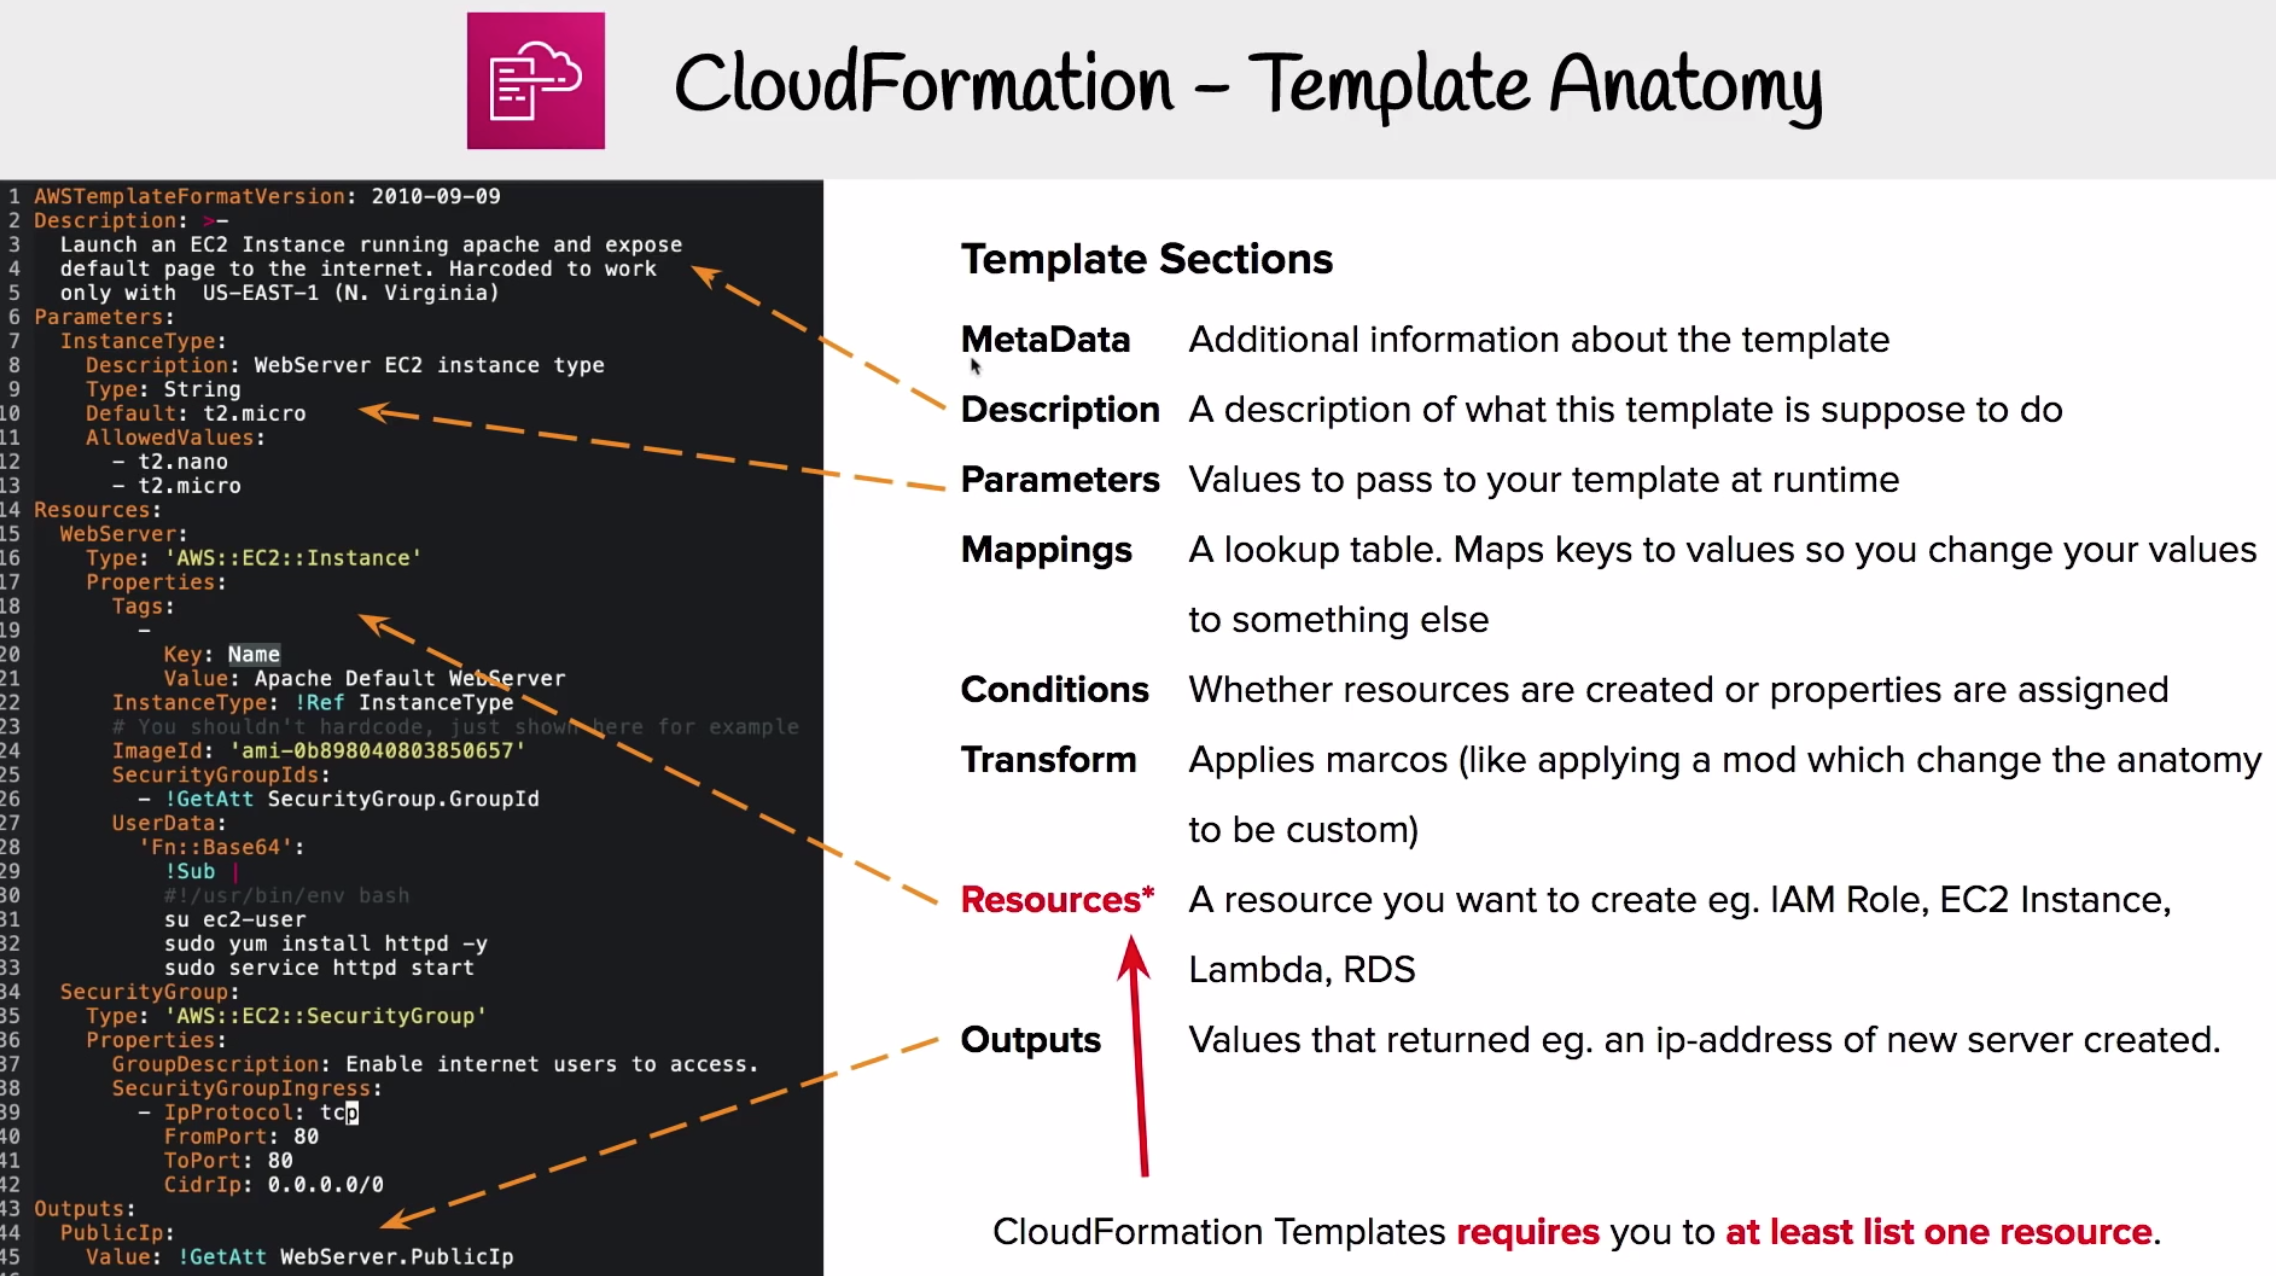 CloudFormation – Template Anatomy
1 AWSTemplateFormatVersion: 2010-09-09
2 Description: >-
3 Launch an EC2 Instance running apache and expose
4 default page to the internet. Harcoded to work
5 only with  US-EAST-1 (N. Virginia)
6 Parameters:
7 InstanceType:
8 Description: WebServer EC2 instance type
9 Type: String
10 Default: t2.micro
11 AllowedValues:
12 - t2.nano
13 - t2.micro
14 Resources:
15 WebServer:
16 Type: 'AWS::EC2::Instance'
17 Properties:
18 Tags:
19 -
20 Key: Name
21 Value: Apache Default WebServer
22 InstanceType: !Ref InstanceType
23 # You shouldn't hardcode, just shown here for example
24 ImageId: 'ami-0b898040803850657'
25 SecurityGroupIds:
26 - !GetAtt SecurityGroup.GroupId
27 UserData:
28 'Fn::Base64':
29 !Sub |
30 #!/usr/bin/env bash
31 su ec2-user
32 sudo yum install httpd -y
33 sudo service httpd start
34 SecurityGroup:
35 Type: 'AWS::EC2::SecurityGroup'
36 Properties:
37 GroupDescription: Enable internet users to access.
38 SecurityGroupIngress:
39 - IpProtocol: tcp
40 FromPort: 80
41 ToPort: 80
42 CidrIp: 0.0.0.0/0
43 Outputs:
44 PublicIp:
45 Value: !GetAtt WebServer.PublicIp
Template Sections
MetaData Additional information about the template
Description A description of what this template is suppose to do
Parameters Values to pass to your template at runtime
Mappings A lookup table. Maps keys to values so you change your values
to something else
Conditions Whether resources are created or properties are assigned
Transform Applies marcos (like applying a mod which change the anatomy
to be custom)
Resources* A resource you want to create eg. IAM Role, EC2 Instance,
Lambda, RDS
Outputs Values that returned eg. an ip-address of new server created.
CloudFormation Templates requires you to at least list one resource.